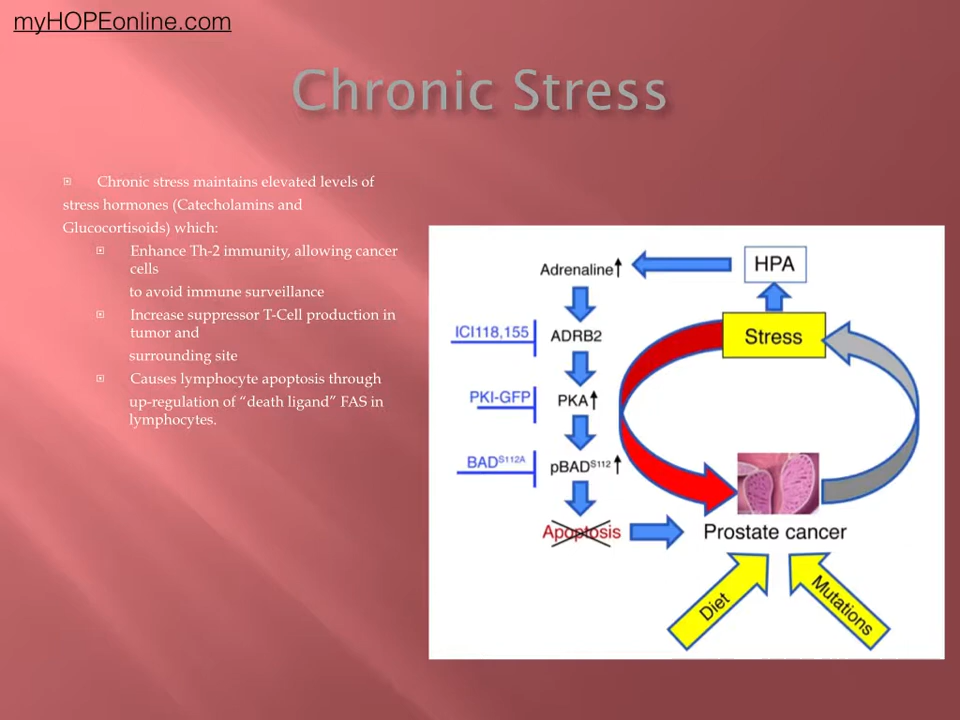 myHOPEonline.com
Chronic Stress
Chronic stress maintains elevated levels of
stress hormones (Catecholamins and
Glucocortisoids) which:
Enhance Th-2 immunity, allowing cancer
cells
to avoid immune surveillance
Increase suppressor T-Cell production in
tumor and
surrounding site
Causes lymphocyte apoptosis through
up-regulation of “death ligand” FAS in
lymphocytes.
Adrenaline
HPA
ICI118,155
ADRB2
Stress
PKI-GFP
PKA
BADS112A
pBADS112
Apoptosis
Prostate cancer
Diet
Mutations